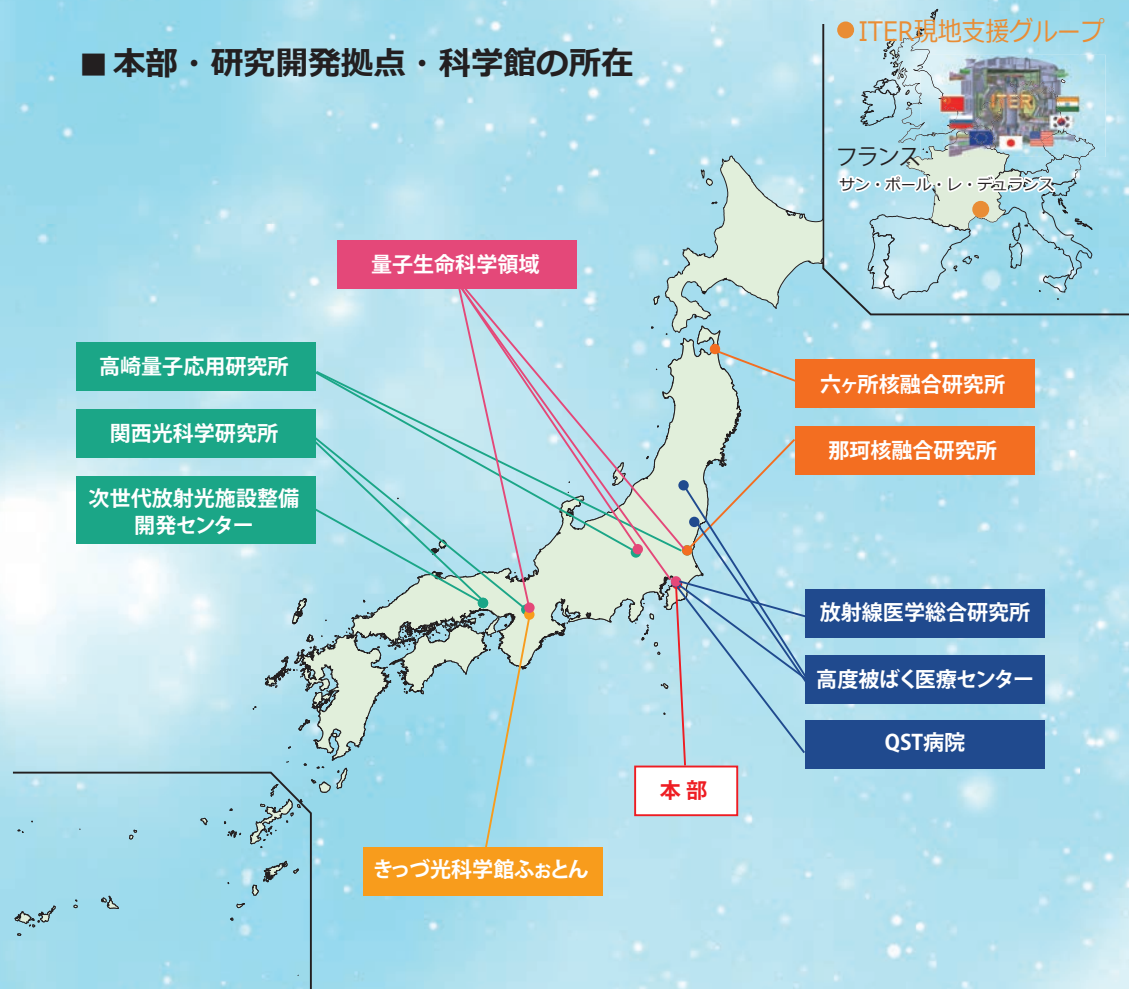 ■ 本部・研究開発拠点・科学館の所在
●ITER現地支援グループ
ITER
フランス
サン・ポール・レ・デュランス
量子生命科学領域
高崎量子応用研究所
関西光科学研究所
次世代放射光施設整備
開発センター
六ヶ所核融合研究所
那珂核融合研究所
放射線医学総合研究所
高度被ばく医療センター
QST病院
本部
きっづ光科学館ふぉとん